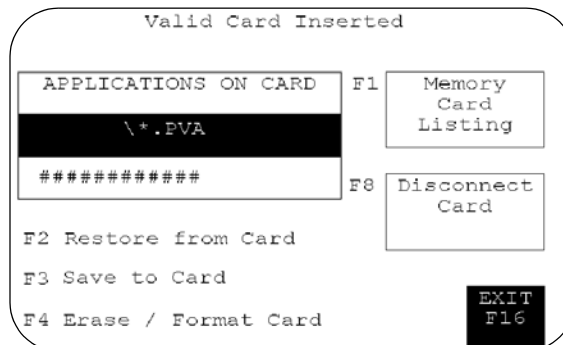 Valid Card Inserted
APPLICATIONS ON CARD
\*.PVA
############
F1 Memory
Card
Listing
F8 Disconnect
Card
F2 Restore from Card
F3 Save to Card
F4 Erase / Format Card
EXIT
F16